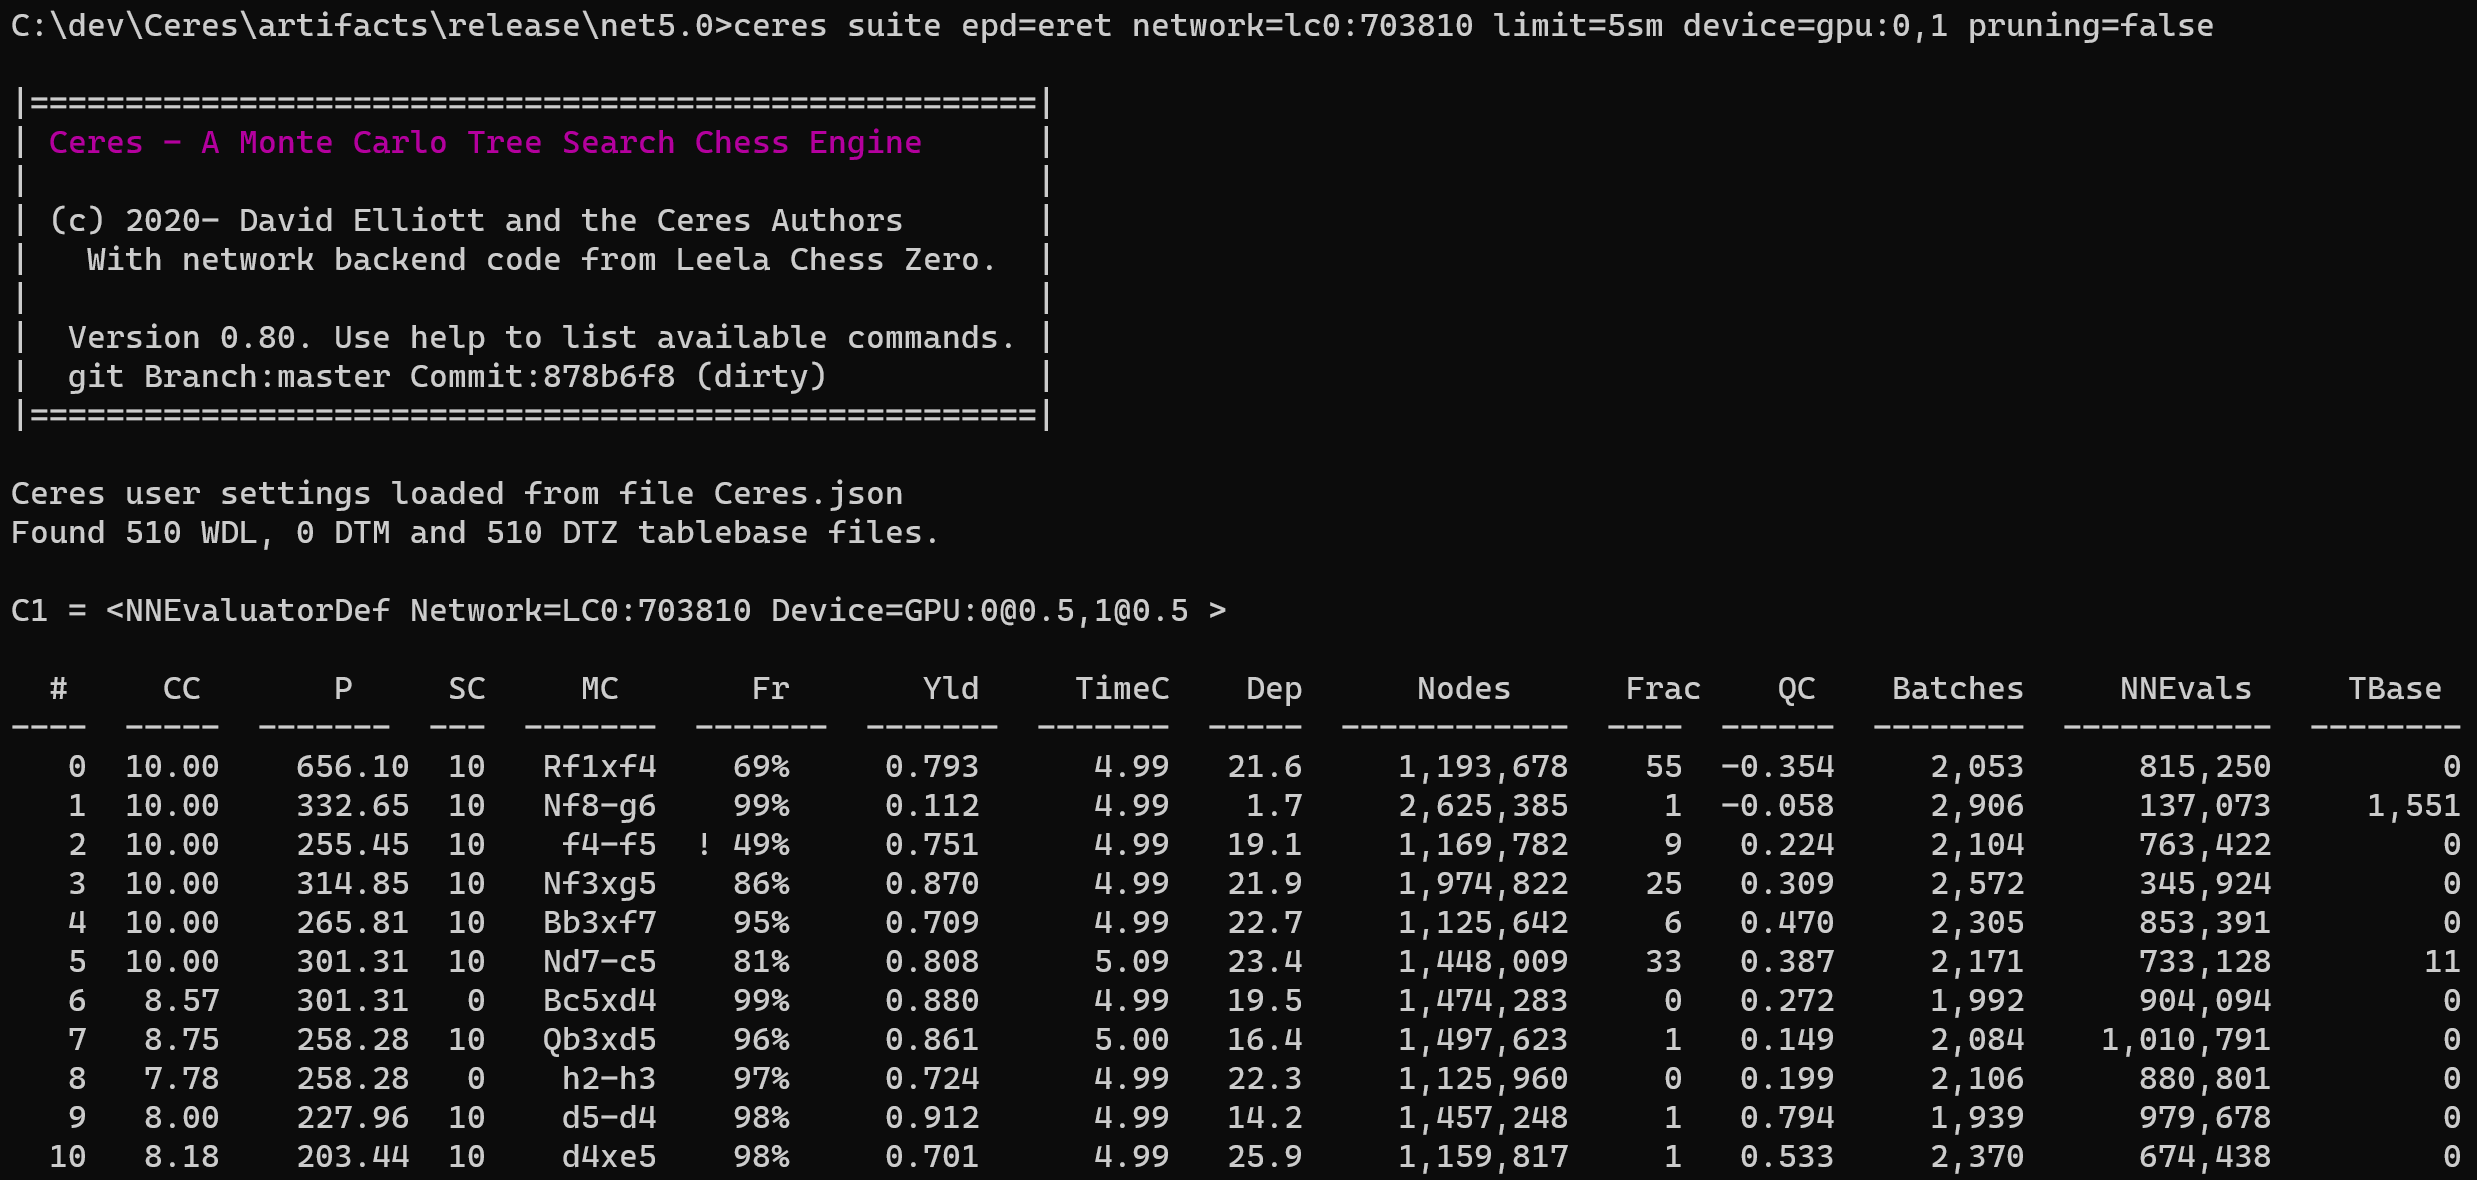 C:\dev\Ceres\artifacts\release\net5.0>ceres suite epd=eret network=lc0:703810 limit=5sm device=gpu:0,1 pruning=false
|=====================================================|
| Ceres - A Monte Carlo Tree Search Chess Engine |
| |
| (c) 2020- David Elliott and the Ceres Authors |
| With network backend code from Leela Chess Zero. |
| |
| Version 0.80. Use help to list available commands. |
| git Branch:master Commit:878b6f8 (dirty) |
|=====================================================|
Ceres user settings loaded from file Ceres.json
Found 510 WDL, 0 DTM and 510 DTZ tablebase files.
C1 = <NNEvaluatorDef Network=LC0:703810 Device=GPU:0@0.5,1@0.5 >
# CC P SC MC Fr Yld TimeC Dep Nodes Frac QC Batches NNEvals TBase
---- ----- ------- --- ------- ------- ------- ------- ----- ------------ ---- ------ -------- ----------- --------
0 10.00 656.10 10 Rf1xf4 69% 0.793 4.99 21.6 1,193,678 55 -0.354 2,053 815,250 0
1 10.00 332.65 10 Nf8-g6 99% 0.112 4.99 1.7 2,625,385 1 -0.058 2,906 137,073 1,551
2 10.00 255.45 10 f4-f5 ! 49% 0.751 4.99 19.1 1,169,782 9 0.224 2,104 763,422 0
3 10.00 314.85 10 Nf3xg5 86% 0.870 4.99 21.9 1,974,822 25 0.309 2,572 345,924 0
4 10.00 265.81 10 Bb3xf7 95% 0.709 4.99 22.7 1,125,642 6 0.470 2,305 853,391 0
5 10.00 301.31 10 Nd7-c5 81% 0.808 5.09 23.4 1,448,009 33 0.387 2,171 733,128 11
6 8.57 301.31 0 Bc5xd4 99% 0.880 4.99 19.5 1,474,283 0 0.272 1,992 904,094 0
7 8.75 258.28 10 Qb3xd5 96% 0.861 5.00 16.4 1,497,623 1 0.149 2,084 1,010,791 0
8 7.78 258.28 0 h2-h3 97% 0.724 4.99 22.3 1,125,960 0 0.199 2,106 880,801 0
9 8.00 227.96 10 d5-d4 98% 0.912 4.99 14.2 1,457,248 1 0.794 1,939 979,678 0
10 8.18 203.44 10 d4xe5 98% 0.701 4.99 25.9 1,159,817 1 0.533 2,370 674,438 0